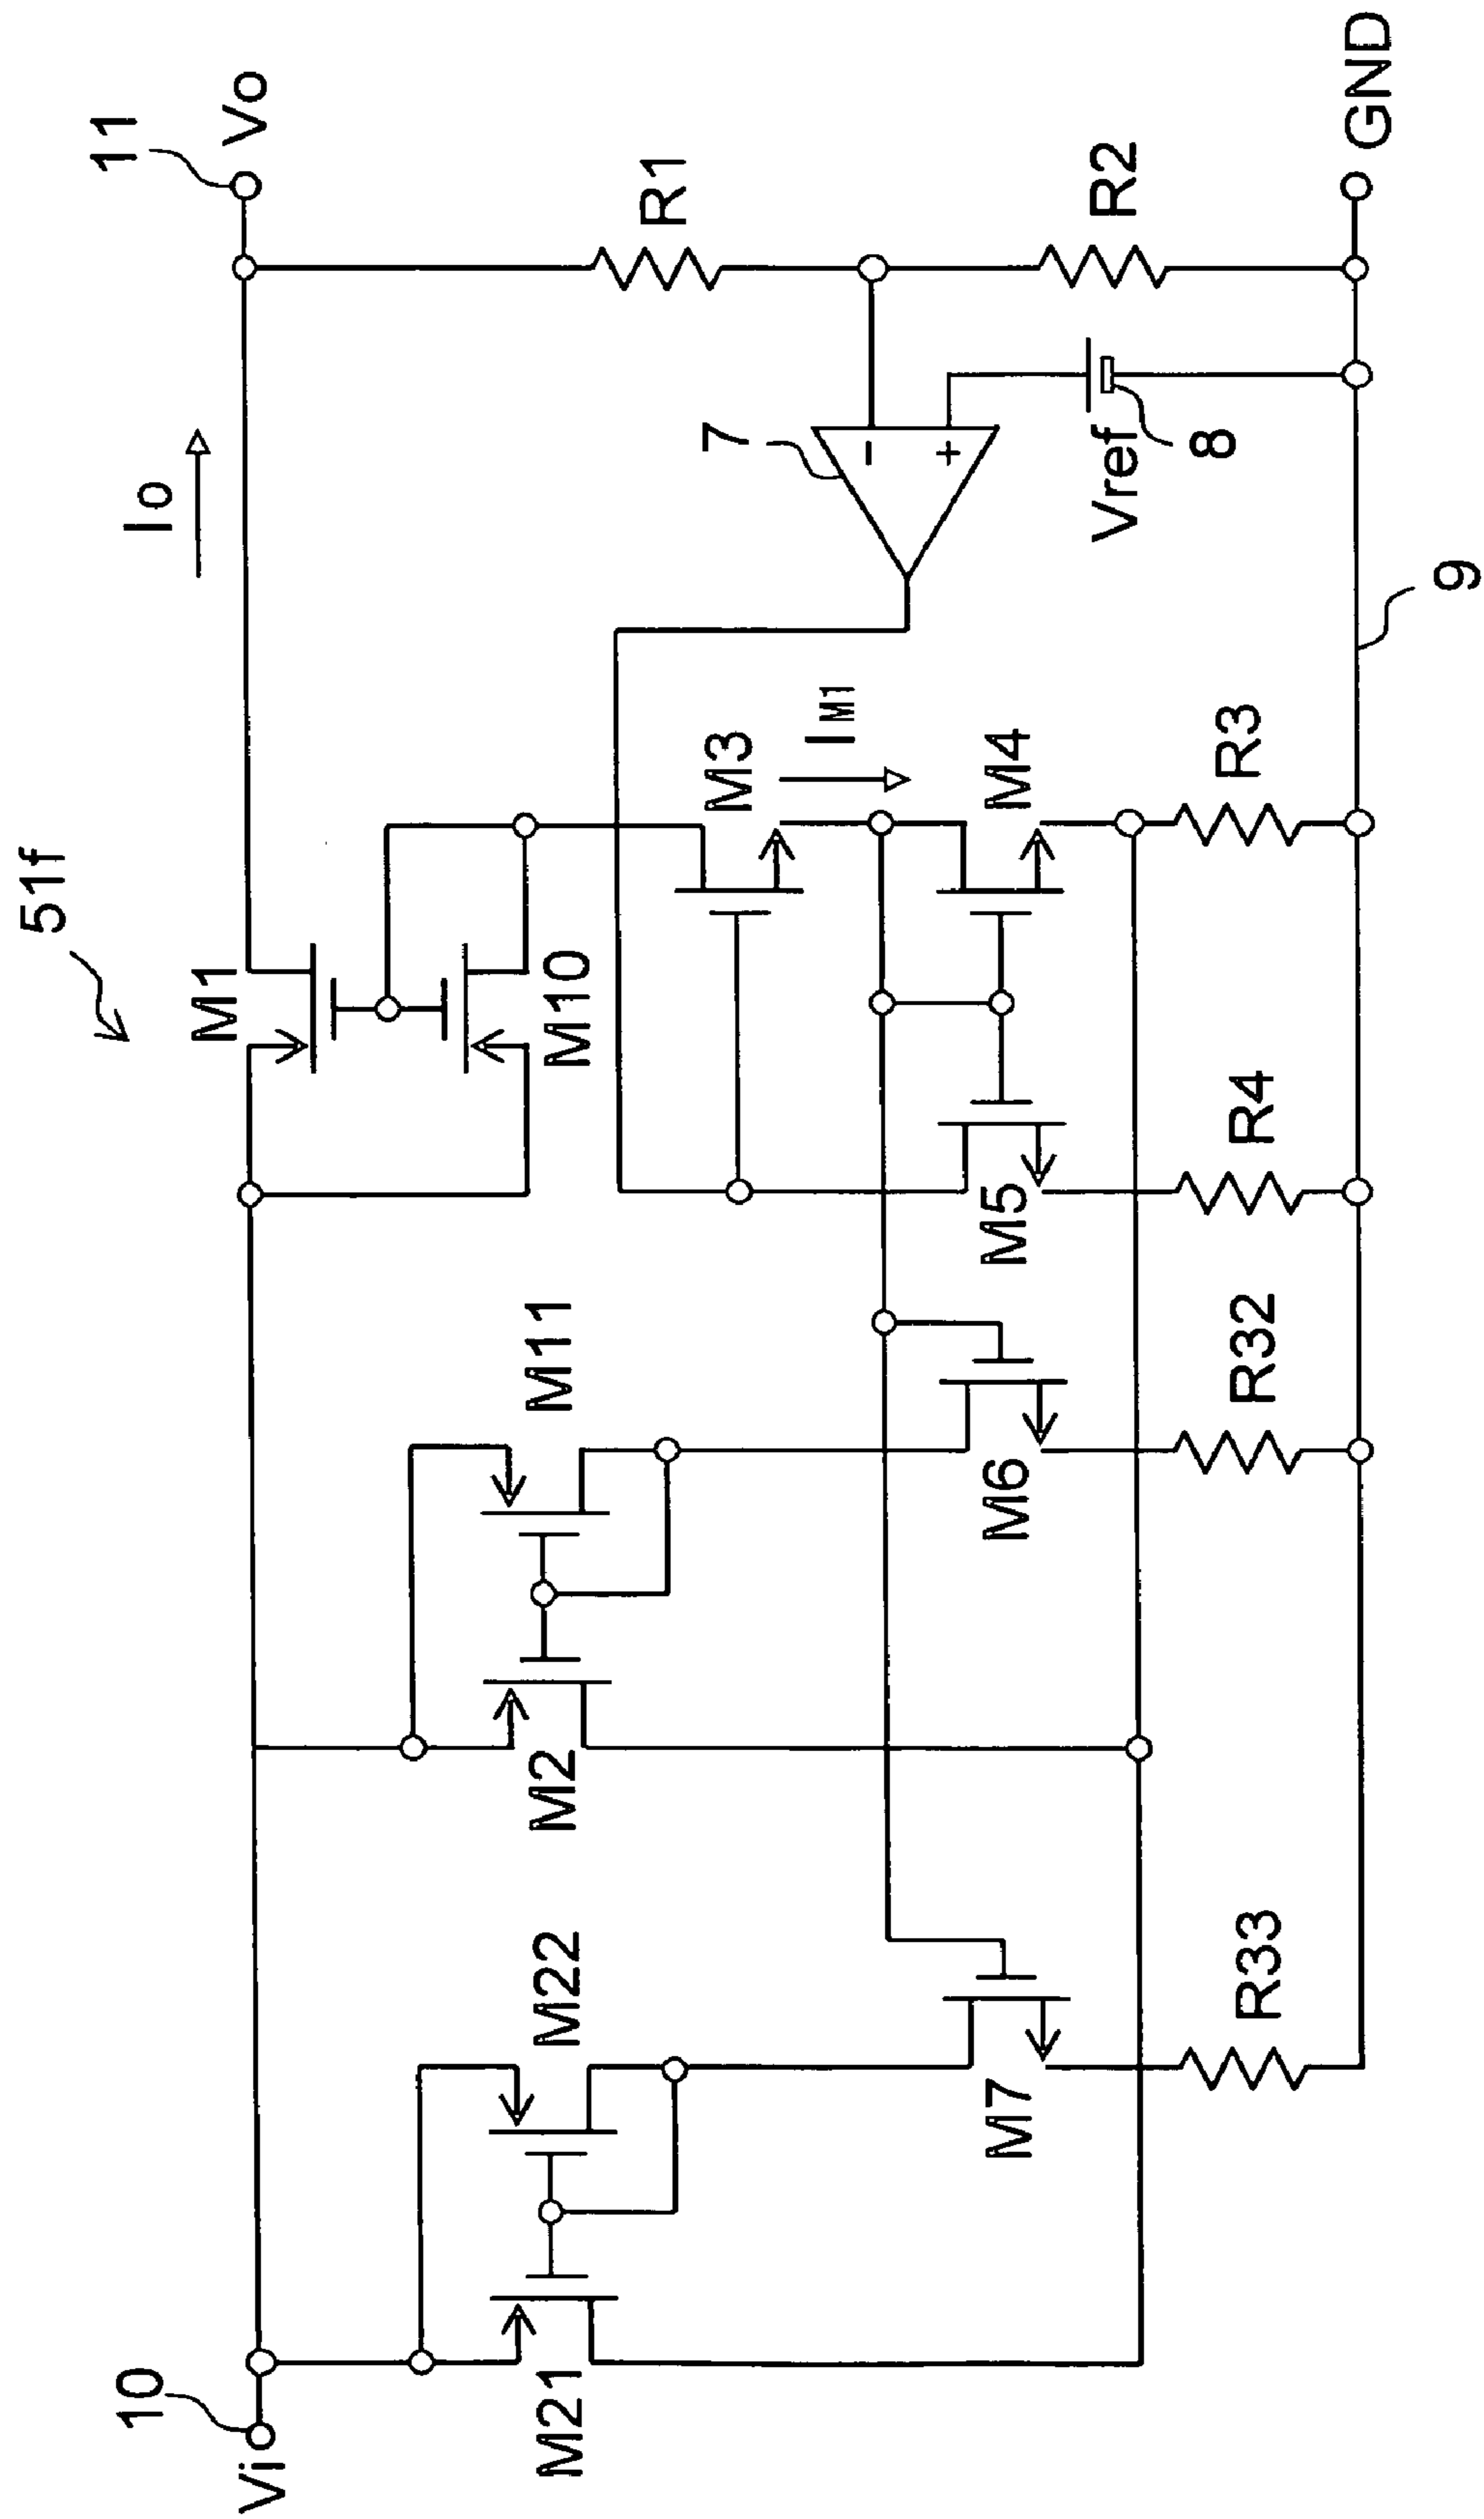 51f
10
Vi
M1
Io
11
Vo
M10
M21
M22
M2
M11
M3
IM1
7
-
+
R1
M7
M6
M5
M4
Vref
8
R2
R33
R32
R4
R3
9
GND